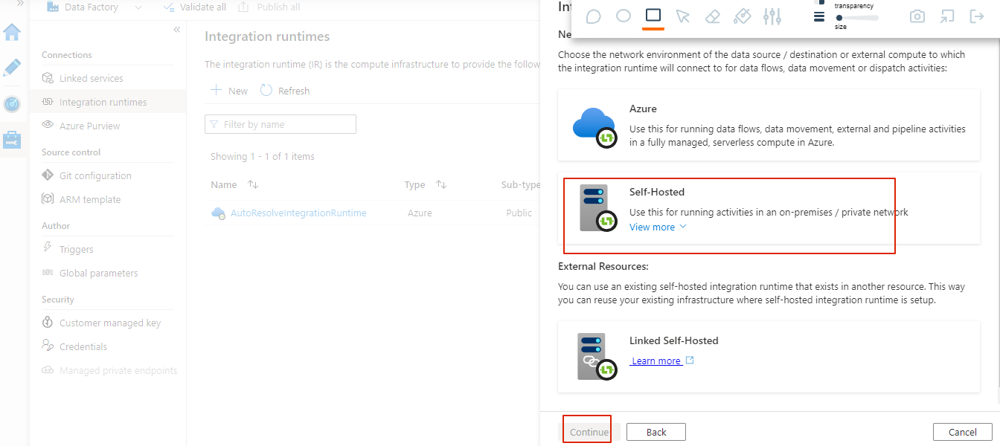 Data Factory
Validate all
Publish all
Connections
Linked services
Integration runtimes
Azure Purview
Source control
Git configuration
ARM template
Author
Triggers
Global parameters
Security
Customer managed key
Credentials
Managed private endpoints
Integration runtimes
The integration runtime (IR) is the compute infrastructure to provide the follow
New
Refresh
Filter by name
Showing 1 - 1 of 1 items
Name
Type
Sub-type
AutoResolveIntegrationRuntime
Azure
Public
transparency
size
Choose the network environment of the data source / destination or external compute to which
the integration runtime will connect to for data flows, data movement or dispatch activities:
Azure
Use this for running data flows, data movement, external and pipeline activities
in a fully managed, serverless compute in Azure.
Self-Hosted
Use this for running activities in an on-premises / private network
View more
External Resources:
You can use an existing self-hosted integration runtime that exists in another resource. This way
you can reuse your existing infrastructure where self-hosted integration runtime is setup.
Linked Self-Hosted
Learn more
Continue
Back
Cancel